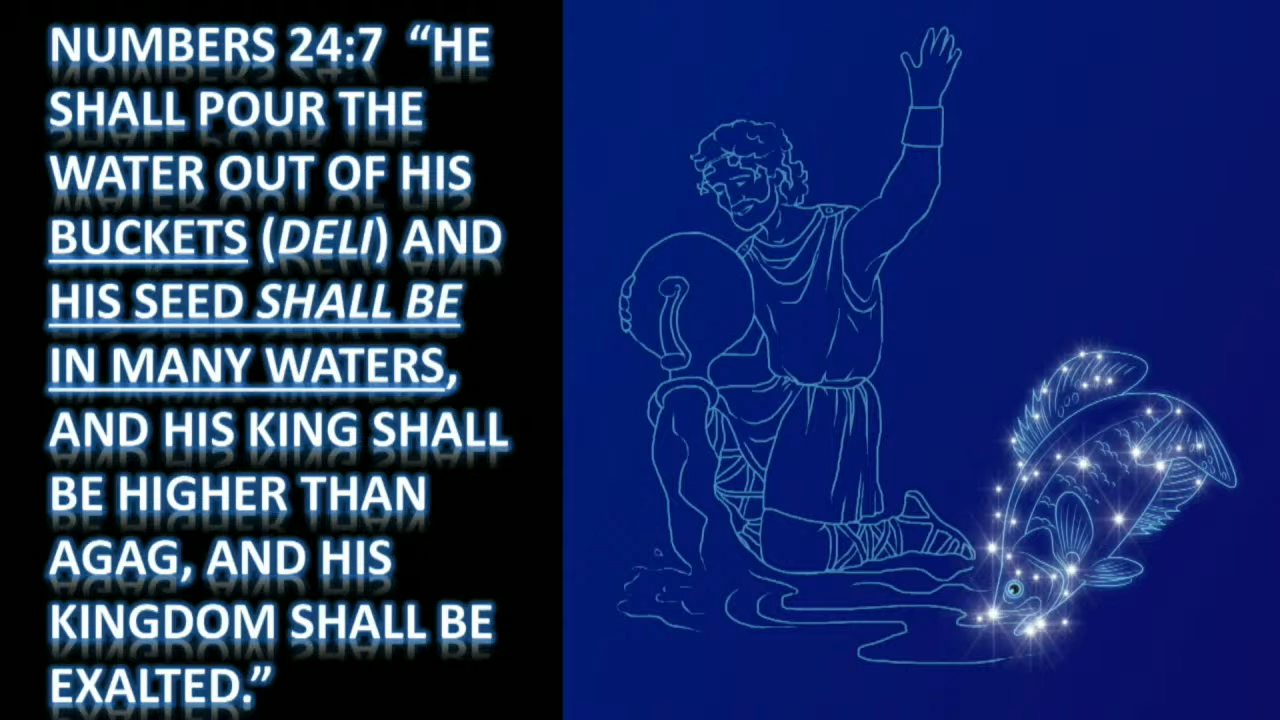 NUMBERS 24:7 “HE
SHALL POUR THE
WATER OUT OF HIS
BUCKETS (DELI) AND
HIS SEED SHALL BE
IN MANY WATERS,
AND HIS KING SHALL
BE HIGHER THAN
AGAG, AND HIS
KINGDOM SHALL BE
EXALTED.”